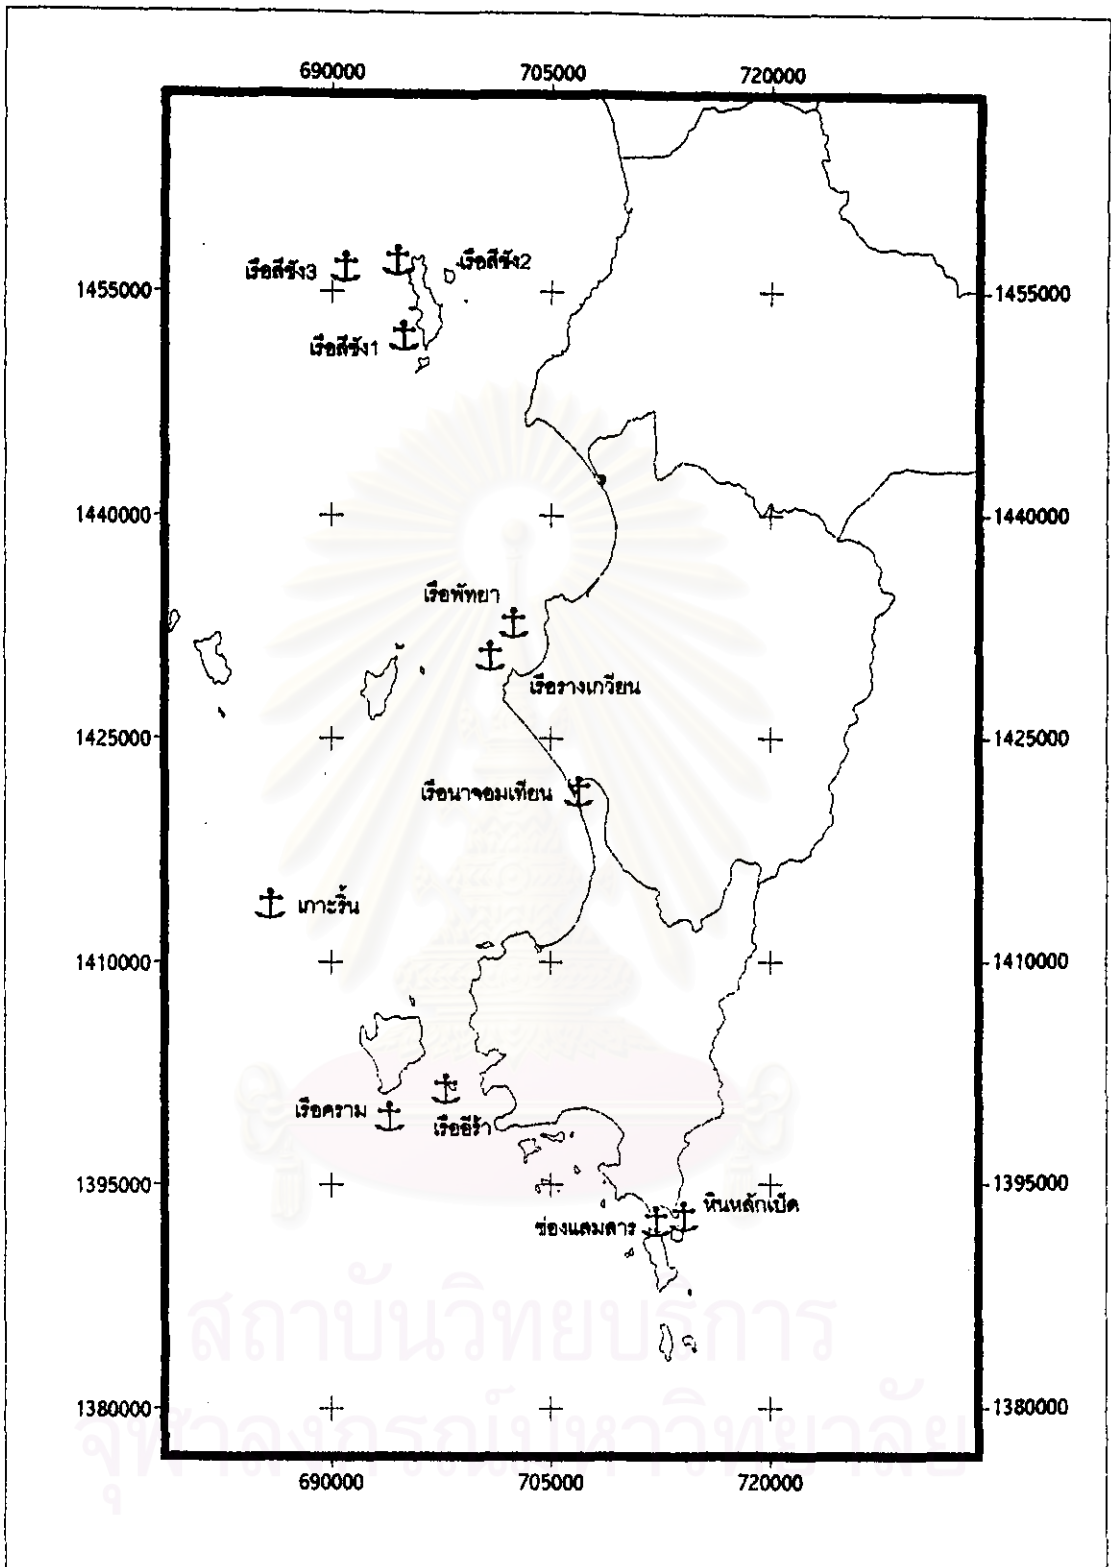 690000 705000 720000
เรือสีชัง3
เรือสีชัง2
1455000 1455000
เรือสีชัง1
1440000 1440000
เรือพัทยา
เรือรางเกวียน
1425000 1425000
เรือนาจอมเทียน
เกาะริ้น
1410000 1410000
เรือคราม
เรืออีร้า
1395000 1395000
หินหลักเบ็ด
ช่องแสมสาร
สถาบันวิทยบริการ
1380000 1380000
จุฬาลงกรณ์มหาวิทยาลัย
690000 705000 720000